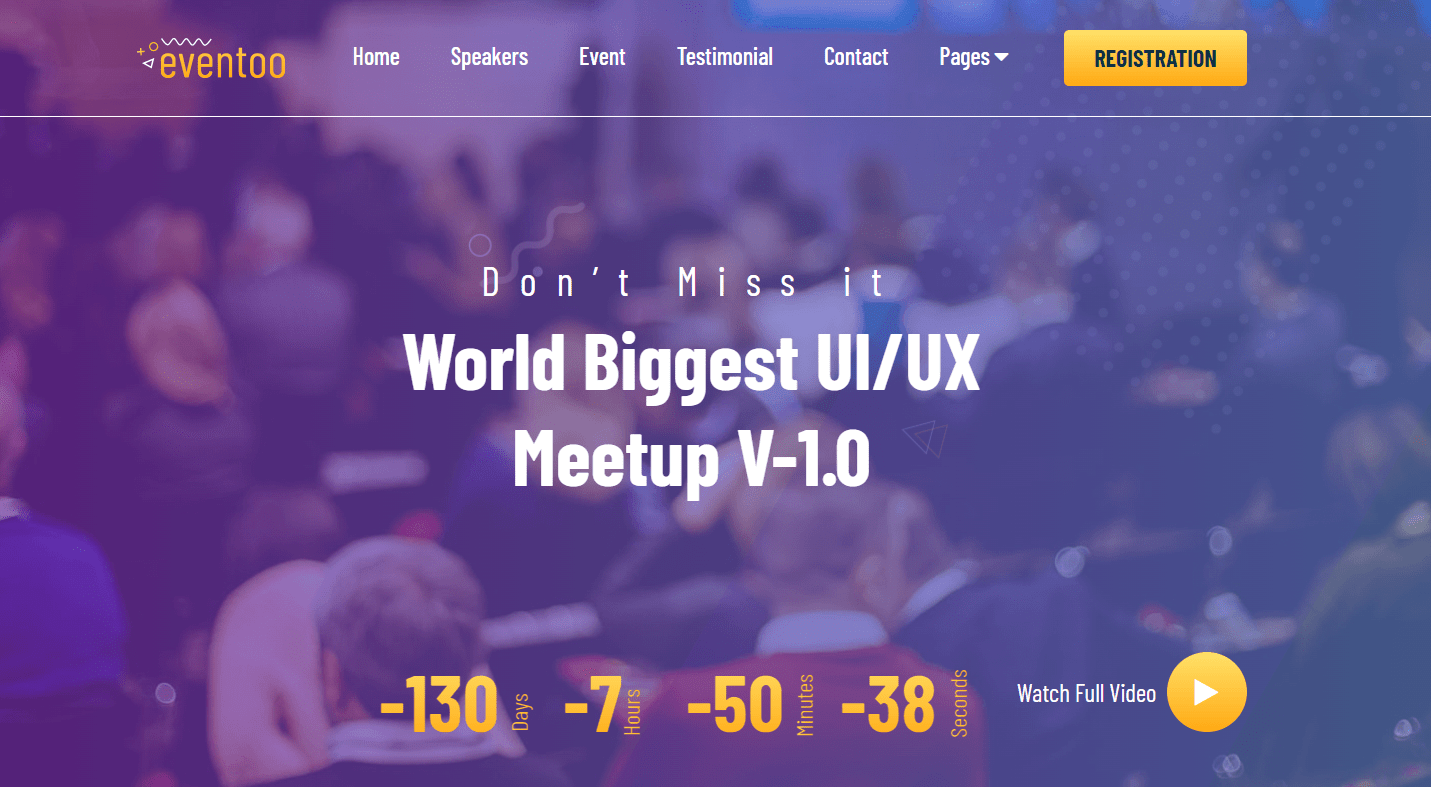 eventoo
Home Speakers Event Testimonial Contact Pages REGISTRATION
Don't Miss it
World Biggest UI/UX
Meetup V-1.0
-130 Days -7 Hours -50 Minutes -38 Seconds Watch Full Video